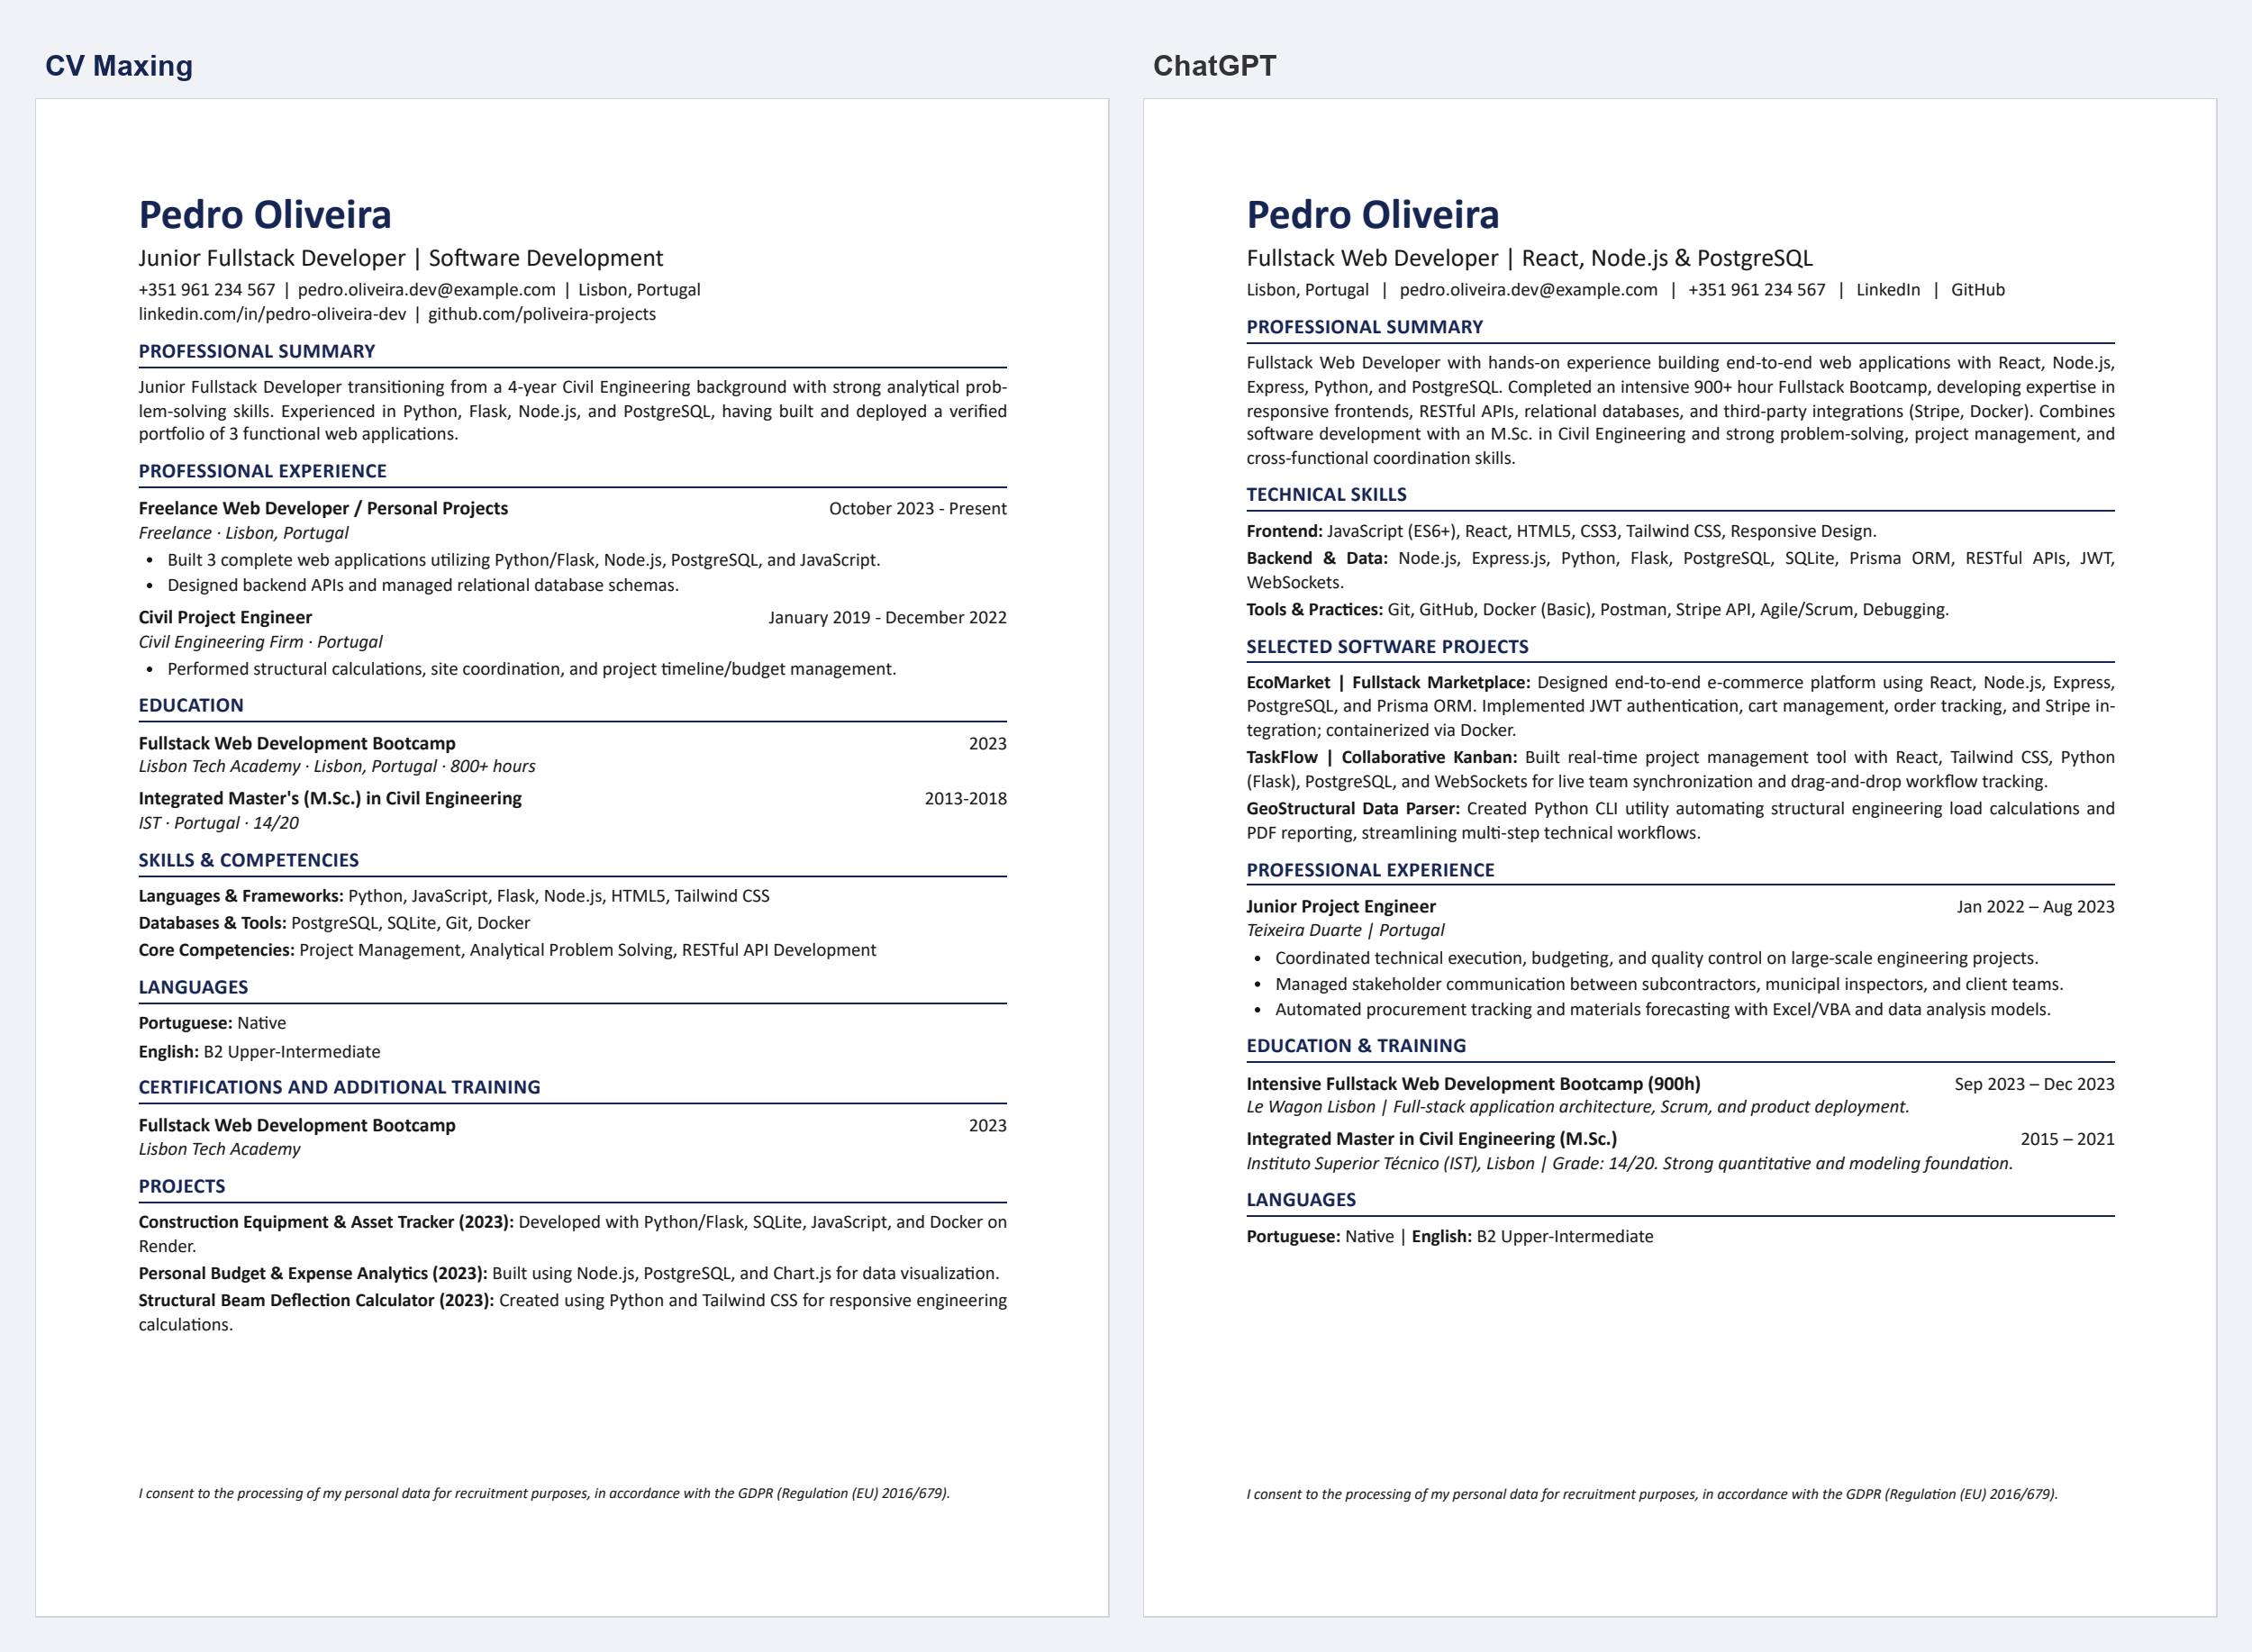 CV Maxing
Pedro Oliveira
Junior Fullstack Developer | Software Development
+351 961 234 567 | pedro.oliveira.dev@example.com | Lisbon, Portugal
linkedin.com/in/pedro-oliveira-dev | github.com/poliveira-projects
PROFESSIONAL SUMMARY
Junior Fullstack Developer transitioning from a 4-year Civil Engineering background with strong analytical prob-
lem-solving skills. Experienced in Python, Flask, Node.js, and PostgreSQL, having built and deployed a verified
portfolio of 3 functional web applications.
PROFESSIONAL EXPERIENCE
Freelance Web Developer / Personal Projects October 2023 - Present
Freelance · Lisbon, Portugal
• Built 3 complete web applications utilizing Python/Flask, Node.js, PostgreSQL, and JavaScript.
• Designed backend APIs and managed relational database schemas.
Civil Project Engineer January 2019 - December 2022
Civil Engineering Firm · Portugal
• Performed structural calculations, site coordination, and project timeline/budget management.
EDUCATION
Fullstack Web Development Bootcamp 2023
Lisbon Tech Academy · Lisbon, Portugal · 800+ hours
Integrated Master's (M.Sc.) in Civil Engineering 2013-2018
IST · Portugal · 14/20
SKILLS & COMPETENCIES
Languages & Frameworks: Python, JavaScript, Flask, Node.js, HTML5, Tailwind CSS
Databases & Tools: PostgreSQL, SQLite, Git, Docker
Core Competencies: Project Management, Analytical Problem Solving, RESTful API Development
LANGUAGES
Portuguese: Native
English: B2 Upper-Intermediate
CERTIFICATIONS AND ADDITIONAL TRAINING
Fullstack Web Development Bootcamp 2023
Lisbon Tech Academy
PROJECTS
Construction Equipment & Asset Tracker (2023): Developed with Python/Flask, SQLite, JavaScript, and Docker on
Render.
Personal Budget & Expense Analytics (2023): Built using Node.js, PostgreSQL, and Chart.js for data visualization.
Structural Beam Deflection Calculator (2023): Created using Python and Tailwind CSS for responsive engineering
calculations.
I consent to the processing of my personal data for recruitment purposes, in accordance with the GDPR (Regulation (EU) 2016/679).
ChatGPT
Pedro Oliveira
Fullstack Web Developer | React, Node.js & PostgreSQL
Lisbon, Portugal | pedro.oliveira.dev@example.com | +351 961 234 567 | LinkedIn | GitHub
PROFESSIONAL SUMMARY
Fullstack Web Developer with hands-on experience building end-to-end web applications with React, Node.js,
Express, Python, and PostgreSQL. Completed an intensive 900+ hour Fullstack Bootcamp, developing expertise in
responsive frontends, RESTful APIs, relational databases, and third-party integrations (Stripe, Docker). Combines
software development with an M.Sc. in Civil Engineering and strong problem-solving, project management, and
cross-functional coordination skills.
TECHNICAL SKILLS
Frontend: JavaScript (ES6+), React, HTML5, CSS3, Tailwind CSS, Responsive Design.
Backend & Data: Node.js, Express.js, Python, Flask, PostgreSQL, SQLite, Prisma ORM, RESTful APIs, JWT,
WebSockets.
Tools & Practices: Git, GitHub, Docker (Basic), Postman, Stripe API, Agile/Scrum, Debugging.
SELECTED SOFTWARE PROJECTS
EcoMarket | Fullstack Marketplace: Designed end-to-end e-commerce platform using React, Node.js, Express,
PostgreSQL, and Prisma ORM. Implemented JWT authentication, cart management, order tracking, and Stripe in-
tegration; containerized via Docker.
TaskFlow | Collaborative Kanban: Built real-time project management tool with React, Tailwind CSS, Python
(Flask), PostgreSQL, and WebSockets for live team synchronization and drag-and-drop workflow tracking.
GeoStructural Data Parser: Created Python CLI utility automating structural engineering load calculations and
PDF reporting, streamlining multi-step technical workflows.
PROFESSIONAL EXPERIENCE
Junior Project Engineer Jan 2022 – Aug 2023
Teixeira Duarte | Portugal
• Coordinated technical execution, budgeting, and quality control on large-scale engineering projects.
• Managed stakeholder communication between subcontractors, municipal inspectors, and client teams.
• Automated procurement tracking and materials forecasting with Excel/VBA and data analysis models.
EDUCATION & TRAINING
Intensive Fullstack Web Development Bootcamp (900h) Sep 2023 – Dec 2023
Le Wagon Lisbon | Full-stack application architecture, Scrum, and product deployment.
Integrated Master in Civil Engineering (M.Sc.) 2015 – 2021
Instituto Superior Técnico (IST), Lisbon | Grade: 14/20. Strong quantitative and modeling foundation.
LANGUAGES
Portuguese: Native | English: B2 Upper-Intermediate
I consent to the processing of my personal data for recruitment purposes, in accordance with the GDPR (Regulation (EU) 2016/679).